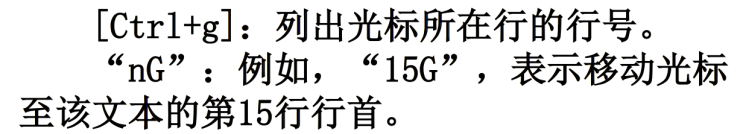 [Ctrl+g]：列出光标所在行的行号。
“nG”：例如，“15G”，表示移动光标
至该文本的第15行行首。